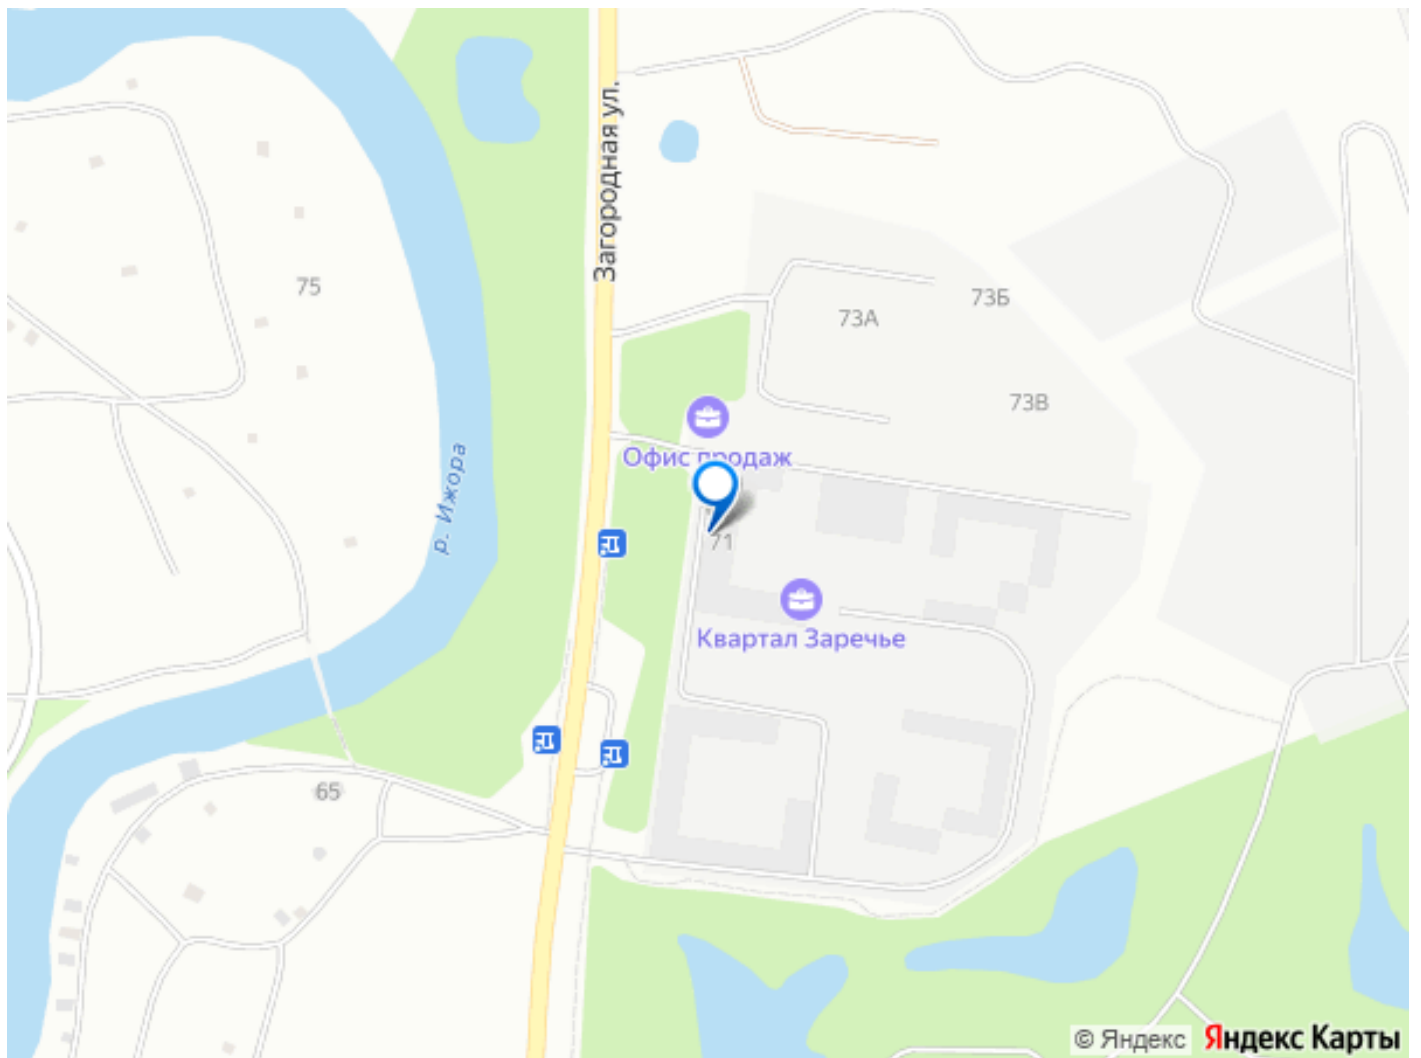 Загородная ул.
75
73Б
73А
73В
Офис продаж
р. Ижора
71
Квартал Заречье
65
© Яндекс Яндекс Карты